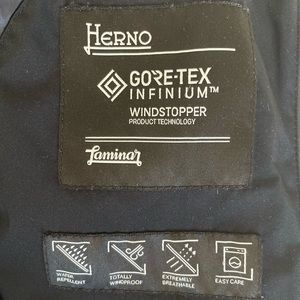 HERNO
GORE-TEX
INFINIUM™
WINDSTOPPER
PRODUCT TECHNOLOGY
Laminar
WATER
REPELLENT
TOTALLY
WINDPROOF
EXTREMELY
BREATHABLE
EASY CARE